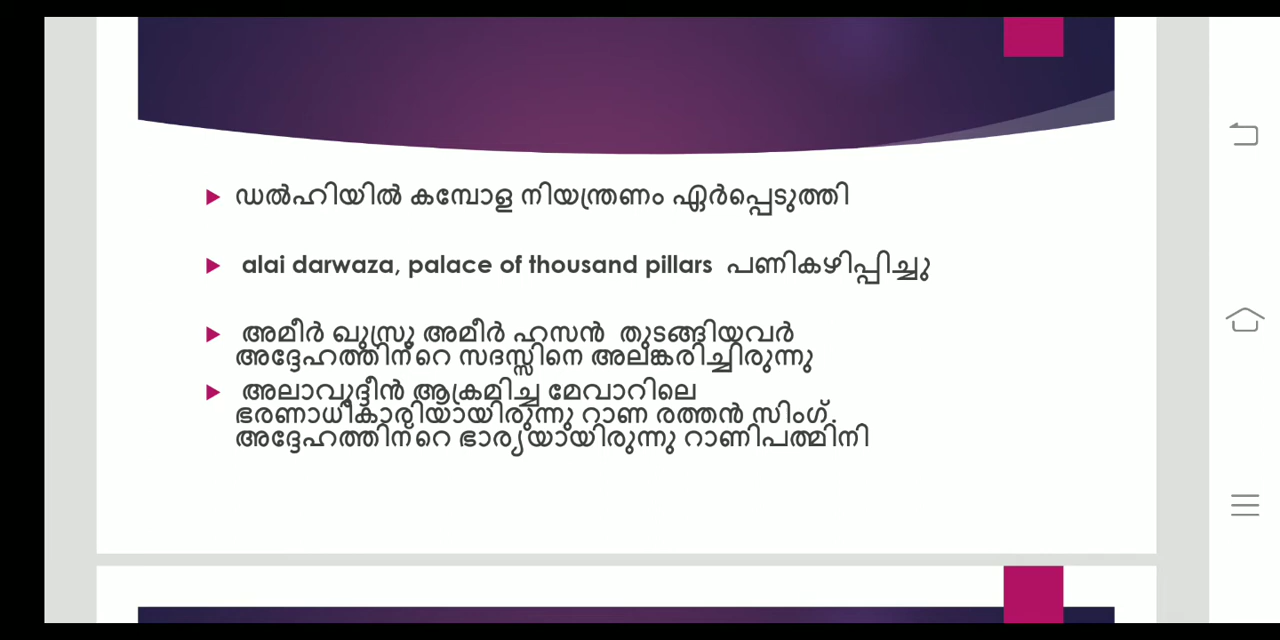 ഡൽഹിയിൽ കമ്പോള നിയന്ത്രണം ഏർപ്പെടുത്തി
alai darwaza, palace of thousand pillars പണികഴിപ്പിച്ചു
അമീർ ഖുസ്രൂ അമീർ ഹസൻ തുടങ്ങിയവർ
അദ്ദേഹത്തിന്റെ സദസ്സിനെ അലങ്കരിച്ചിരുന്നു
അലാവുദ്ദീൻ ആക്രമിച്ച മേവാറിലെ
ഭരണാധികാരിയായിരുന്നു റാണ രത്തൻ സിംഗ്.
അദ്ദേഹത്തിന്റെ ഭാര്യയായിരുന്നു റാണിപത്മിനി